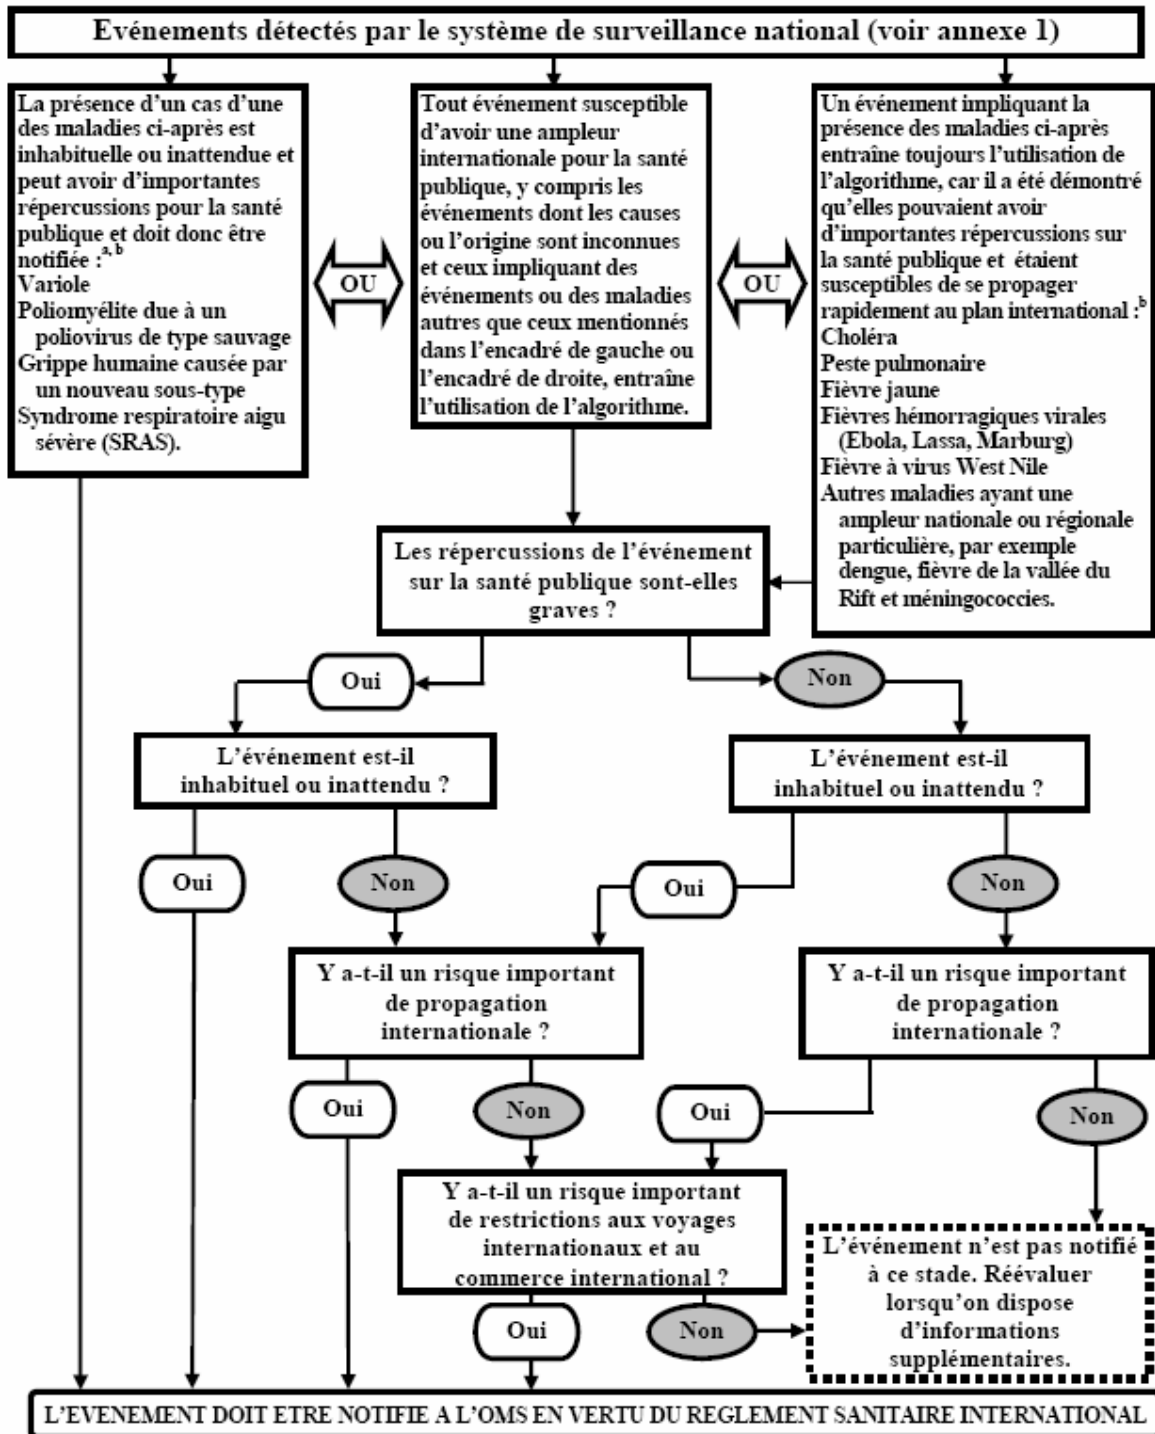 Evénements détectés par le système de surveillance national (voir annexe 1)
La présence d'un cas d'une
des maladies ci-après est
inhabituelle ou inattendue et
peut avoir d'importantes
répercussions pour la santé
publique et doit donc être
notifiée :a, b
Variole
Poliomyélite due à un
poliovirus de type sauvage
Grippe humaine causée par
un nouveau sous-type
Syndrome respiratoire aigu
sévère (SRAS).
OU
Tout événement susceptible
d'avoir une ampleur
internationale pour la santé
publique, y compris les
événements dont les causes
ou l'origine sont inconnues
et ceux impliquant des
événements ou des maladies
autres que ceux mentionnés
dans l'encadré de gauche ou
l'encadré de droite, entraîne
l'utilisation de l'algorithme.
OU
Un événement impliquant la
présence des maladies ci-après
entraîne toujours l'utilisation de
l'algorithme, car il a été démontré
qu'elles pouvaient avoir
d'importantes répercussions sur
la santé publique et étaient
susceptibles de se propager
rapidement au plan international :b
Choléra
Peste pulmonaire
Fièvre jaune
Fièvres hémorragiques virales
(Ebola, Lassa, Marburg)
Fièvre à virus West Nile
Autres maladies ayant une
ampleur nationale ou régionale
particulière, par exemple
dengue, fièvre de la vallée du
Rift et méningococcies.
Les répercussions de l'événement
sur la santé publique sont-elles
graves ?
Oui
Non
L'événement est-il
inhabituel ou inattendu ?
L'événement est-il
inhabituel ou inattendu ?
Oui
Non
Oui
Non
Y a-t-il un risque important
de propagation
internationale ?
Y a-t-il un risque important
de propagation
internationale ?
Oui
Non
Oui
Non
Y a-t-il un risque important
de restrictions aux voyages
internationaux et au
commerce international ?
L'événement n'est pas notifié
à ce stade. Réévaluer
lorsqu'on dispose
d'informations
supplémentaires.
Oui
Non
L'EVENEMENT DOIT ETRE NOTIFIE A L'OMS EN VERTU DU REGLEMENT SANITAIRE INTERNATIONAL